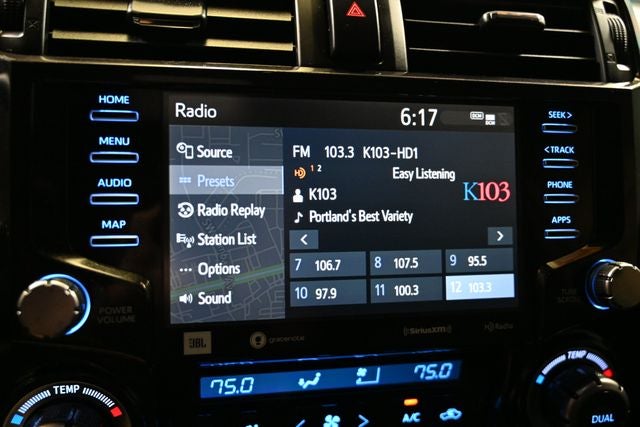 HOME
MENU
AUDIO
MAP
POWER
VOLUME
Radio
6:17
DCM
DCM
Source
Presets
Radio Replay
Station List
Options
Sound
FM 103.3 K103-HD1
HD 1 2
Easy Listening
K103
K103
Portland's Best Variety
< >
7 106.7 8 107.5 9 95.5
10 97.9 11 100.3 12 103.3
SEEK >
< TRACK
PHONE
APPS
TUNE
SCROLL
JBL
gracenote
((SiriusXM))
HD Radio
75.0 75.0
TEMP
A/C
TEMP
DUAL